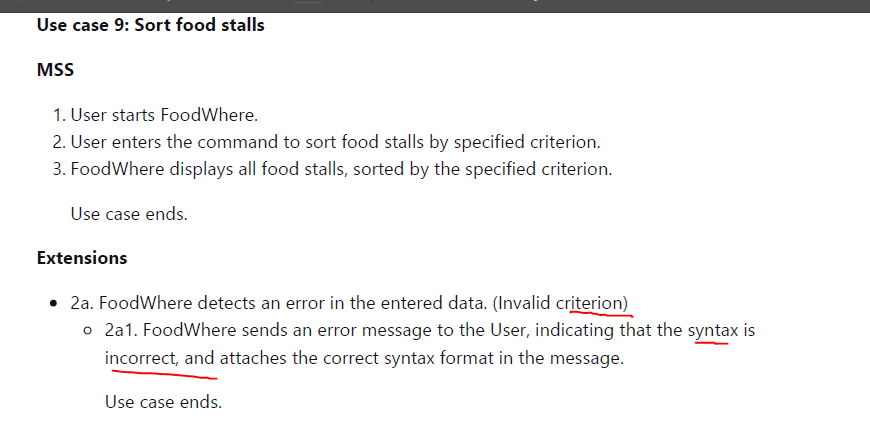 Use case 9: Sort food stalls
MSS
1. User starts FoodWhere.
2. User enters the command to sort food stalls by specified criterion.
3. FoodWhere displays all food stalls, sorted by the specified criterion.
Use case ends.
Extensions
• 2a. FoodWhere detects an error in the entered data. (Invalid criterion)
○ 2a1. FoodWhere sends an error message to the User, indicating that the syntax is
incorrect, and attaches the correct syntax format in the message.
Use case ends.